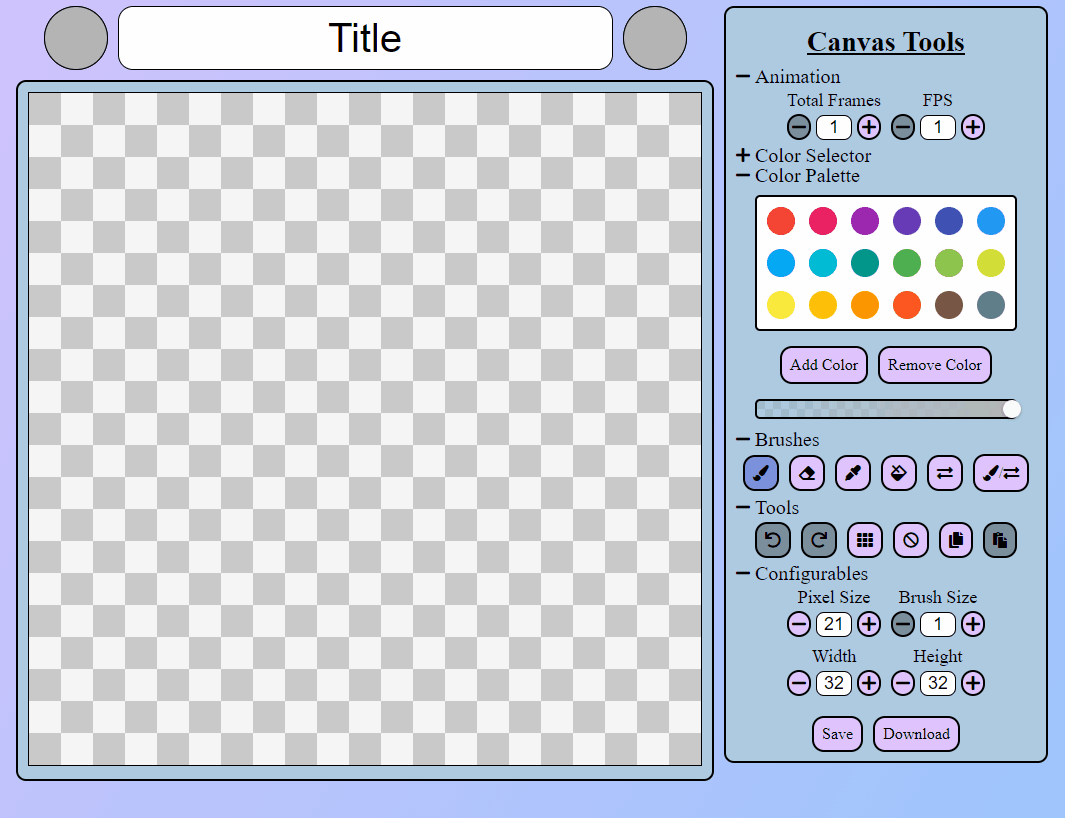 Title
Canvas Tools
Animation
Total Frames FPS
1 1
Color Selector
Color Palette
Add Color Remove Color
Brushes
Tools
Configurables
Pixel Size Brush Size
21 1
Width Height
32 32
Save Download